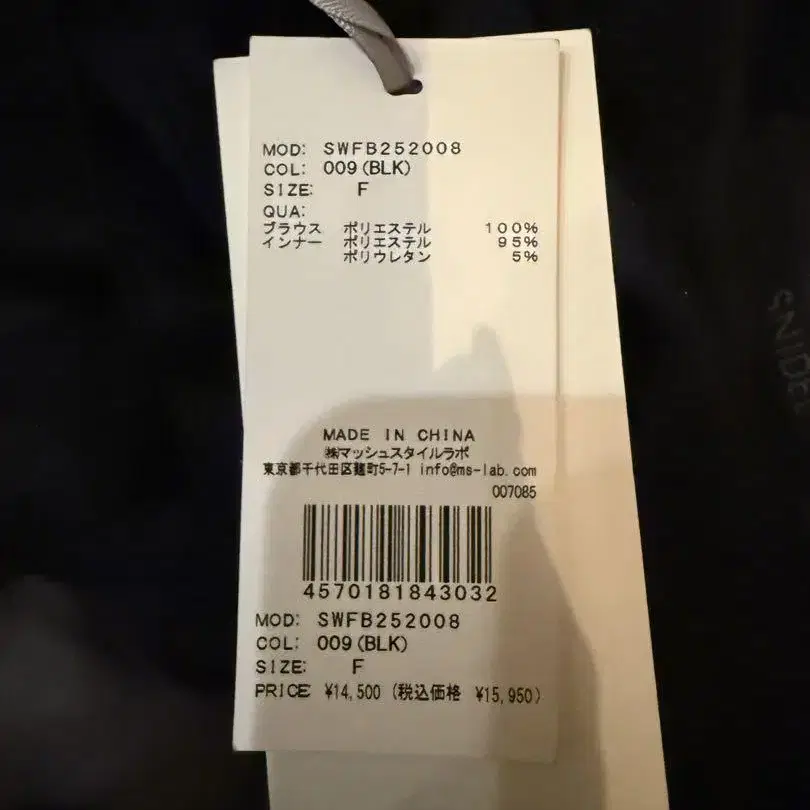 MOD: SWFB252008
COL: 009(BLK)
SIZE: F
QUA:
ブラウス ポリエステル 100%
インナー ポリエステル 95%
ポリウレタン 5%
MADE IN CHINA
㈱マッシュスタイルラボ
東京都千代田区麹町5-7-1 info@ms-lab.com
007085
4570181843032
MOD: SWFB252008
COL: 009(BLK)
SIZE: F
PRICE ¥14,500 (税込価格 ¥15,950)